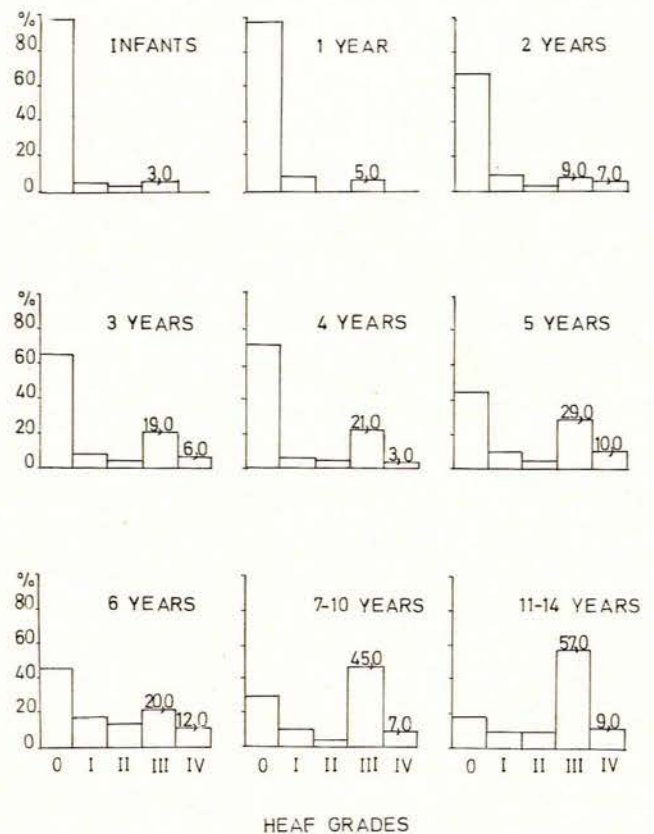 %
80
60
40
20
0
INFANTS
3,0
1 YEAR
5,0
2 YEARS
9,0 7,0
%
80
60
40
20
0
3 YEARS
19,0
6,0
4 YEARS
21,0
3,0
5 YEARS
29,0
10,0
%
80
60
40
20
0
6 YEARS
20,0
12,0
7-10 YEARS
45,0
7,0
11-14 YEARS
57,0
9,0
0 I II III IV
0 I II III IV
0 I II III IV
HEAF GRADES